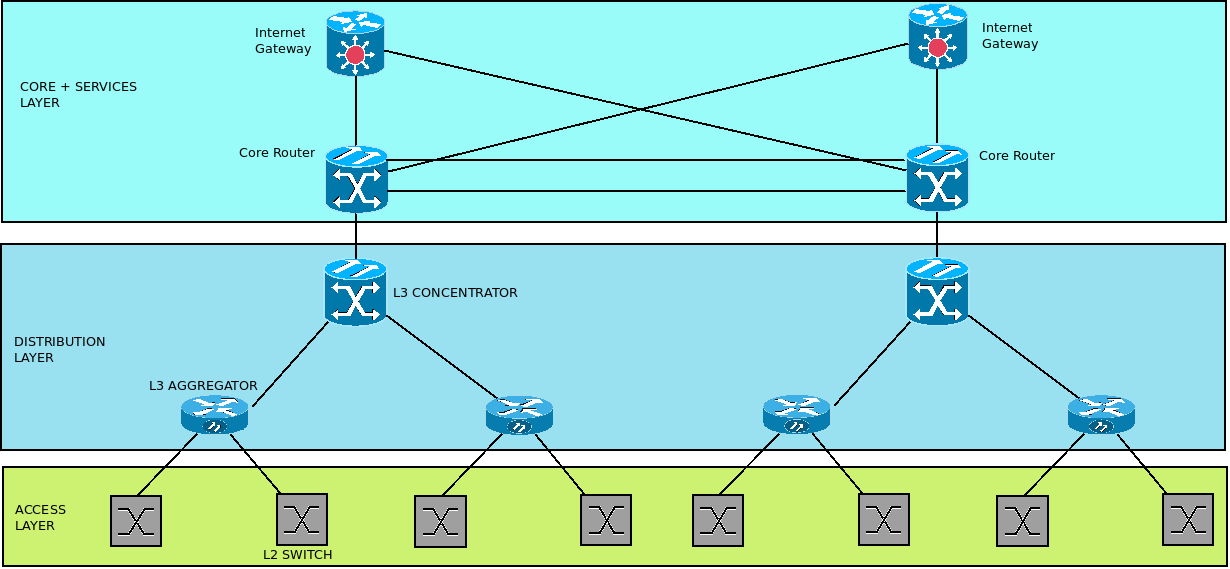 Internet
Gateway
Internet
Gateway
CORE + SERVICES
LAYER
Core Router
Core Router
L3 CONCENTRATOR
DISTRIBUTION
LAYER
L3 AGGREGATOR
ACCESS
LAYER
L2 SWITCH